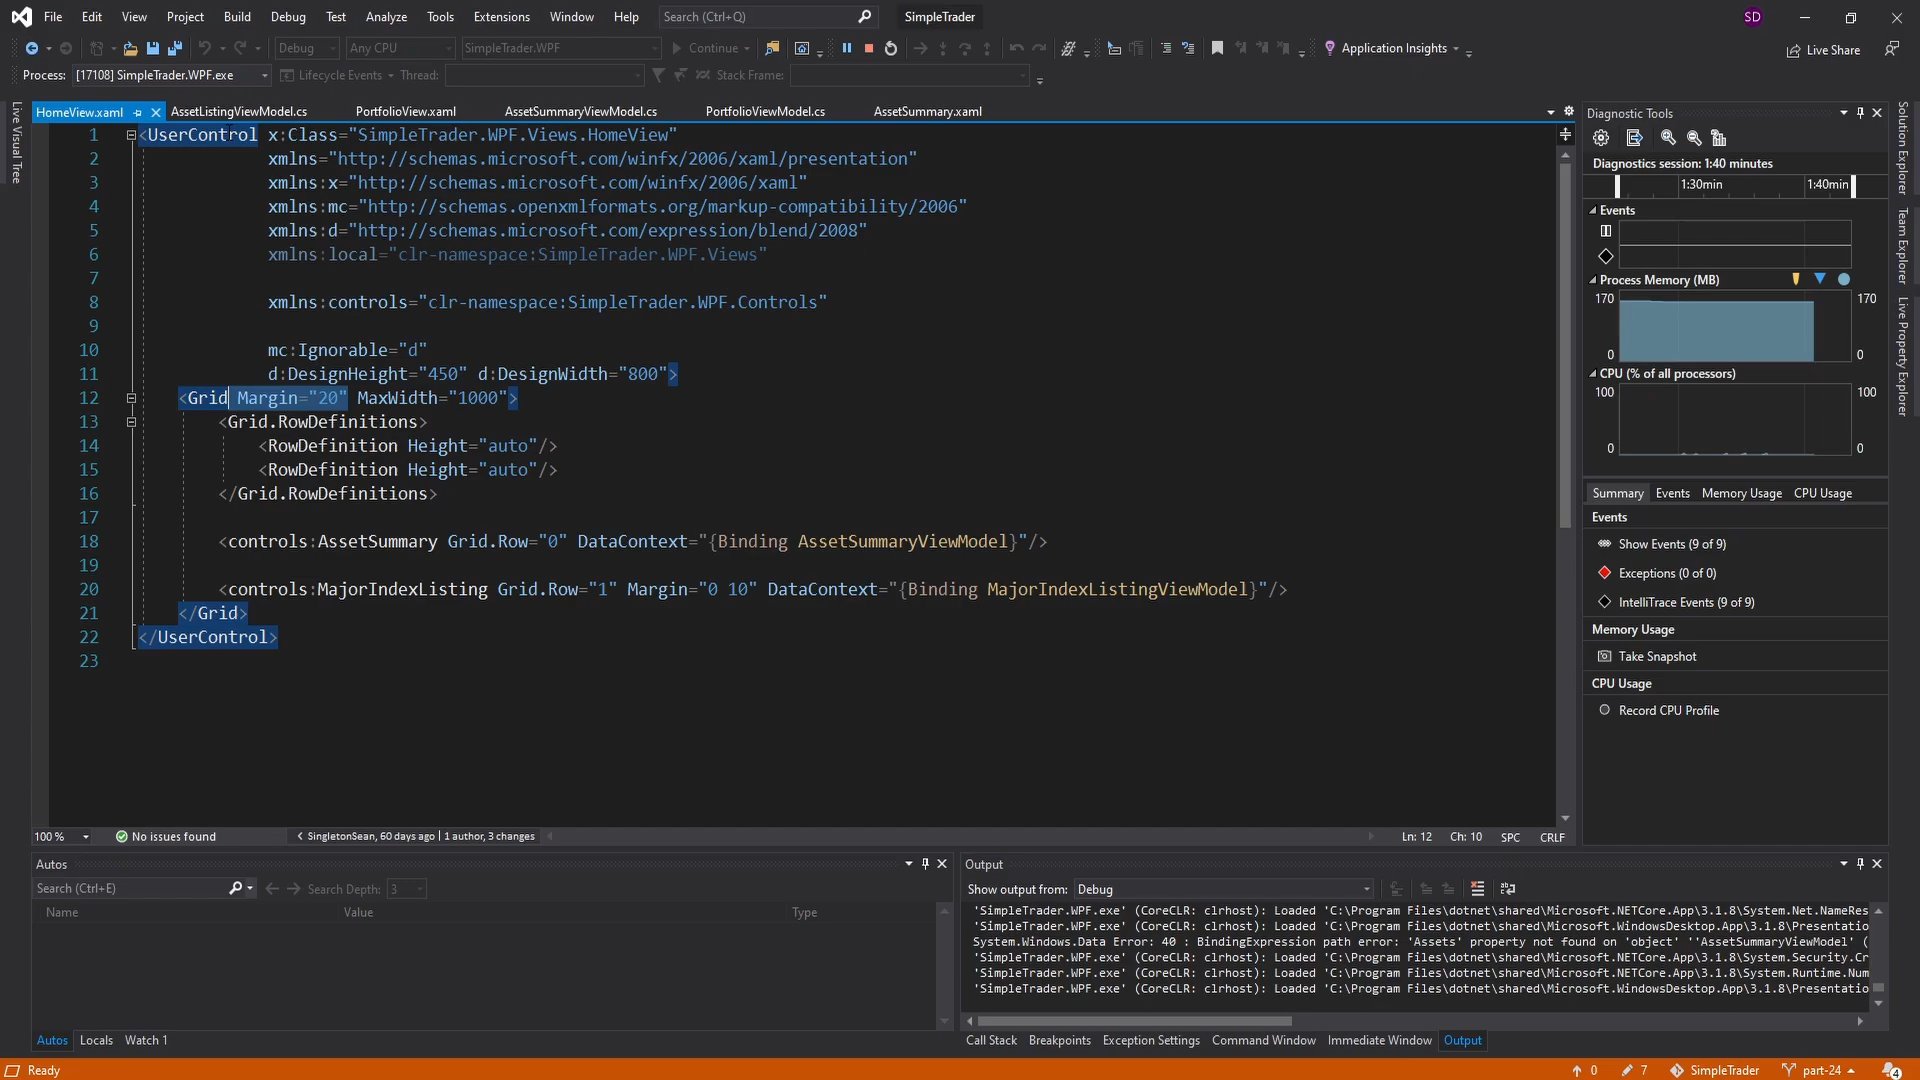 File Edit View Project Build Debug Test Analyze Tools Extensions Window Help Search (Ctrl+Q) SimpleTrader SD
Debug Any CPU SimpleTrader.WPF Continue Application Insights Live Share
Process: [17108] SimpleTrader.WPF.exe Lifecycle Events Thread: Stack Frame:
HomeView.xaml AssetListingViewModel.cs PortfolioView.xaml AssetSummaryViewModel.cs PortfolioViewModel.cs AssetSummary.xaml
Live Visual Tree
1 <UserControl x:Class="SimpleTrader.WPF.Views.HomeView"
2 xmlns="http://schemas.microsoft.com/winfx/2006/xaml/presentation"
3 xmlns:x="http://schemas.microsoft.com/winfx/2006/xaml"
4 xmlns:mc="http://schemas.openxmlformats.org/markup-compatibility/2006"
5 xmlns:d="http://schemas.microsoft.com/expression/blend/2008"
6 xmlns:local="clr-namespace:SimpleTrader.WPF.Views"
7
8 xmlns:controls="clr-namespace:SimpleTrader.WPF.Controls"
9
10 mc:Ignorable="d"
11 d:DesignHeight="450" d:DesignWidth="800">
12 <Grid Margin="20" MaxWidth="1000">
13 <Grid.RowDefinitions>
14 <RowDefinition Height="auto"/>
15 <RowDefinition Height="auto"/>
16 </Grid.RowDefinitions>
17
18 <controls:AssetSummary Grid.Row="0" DataContext="{Binding AssetSummaryViewModel}"/>
19
20 <controls:MajorIndexListing Grid.Row="1" Margin="0 10" DataContext="{Binding MajorIndexListingViewModel}"/>
21 </Grid>
22 </UserControl>
23
100 % No issues found SingletonSean, 60 days ago | 1 author, 3 changes Ln: 12 Ch: 10 SPC CRLF
Diagnostic Tools
Diagnostics session: 1:40 minutes
1:30min 1:40min
Events
Process Memory (MB)
170 170
0 0
CPU (% of all processors)
100 100
0 0
Summary Events Memory Usage CPU Usage
Events
Show Events (9 of 9)
Exceptions (0 of 0)
IntelliTrace Events (9 of 9)
Memory Usage
Take Snapshot
CPU Usage
Record CPU Profile
Solution Explorer
Team Explorer
Live Property Explorer
Autos
Search (Ctrl+E) Search Depth: 3
Name Value Type
Autos Locals Watch 1
Output
Show output from: Debug
'SimpleTrader.WPF.exe' (CoreCLR: clrhost): Loaded 'C:\Program Files\dotnet\shared\Microsoft.NETCore.App\3.1.8\System.Net.NameRes
'SimpleTrader.WPF.exe' (CoreCLR: clrhost): Loaded 'C:\Program Files\dotnet\shared\Microsoft.WindowsDesktop.App\3.1.8\Presentatio
System.Windows.Data Error: 40 : BindingExpression path error: 'Assets' property not found on 'object' ''AssetSummaryViewModel' (
'SimpleTrader.WPF.exe' (CoreCLR: clrhost): Loaded 'C:\Program Files\dotnet\shared\Microsoft.NETCore.App\3.1.8\System.Security.Cr
'SimpleTrader.WPF.exe' (CoreCLR: clrhost): Loaded 'C:\Program Files\dotnet\shared\Microsoft.NETCore.App\3.1.8\System.Runtime.Num
'SimpleTrader.WPF.exe' (CoreCLR: clrhost): Loaded 'C:\Program Files\dotnet\shared\Microsoft.WindowsDesktop.App\3.1.8\Presentatio
Call Stack Breakpoints Exception Settings Command Window Immediate Window Output
Ready 0 7 SimpleTrader part-24 4